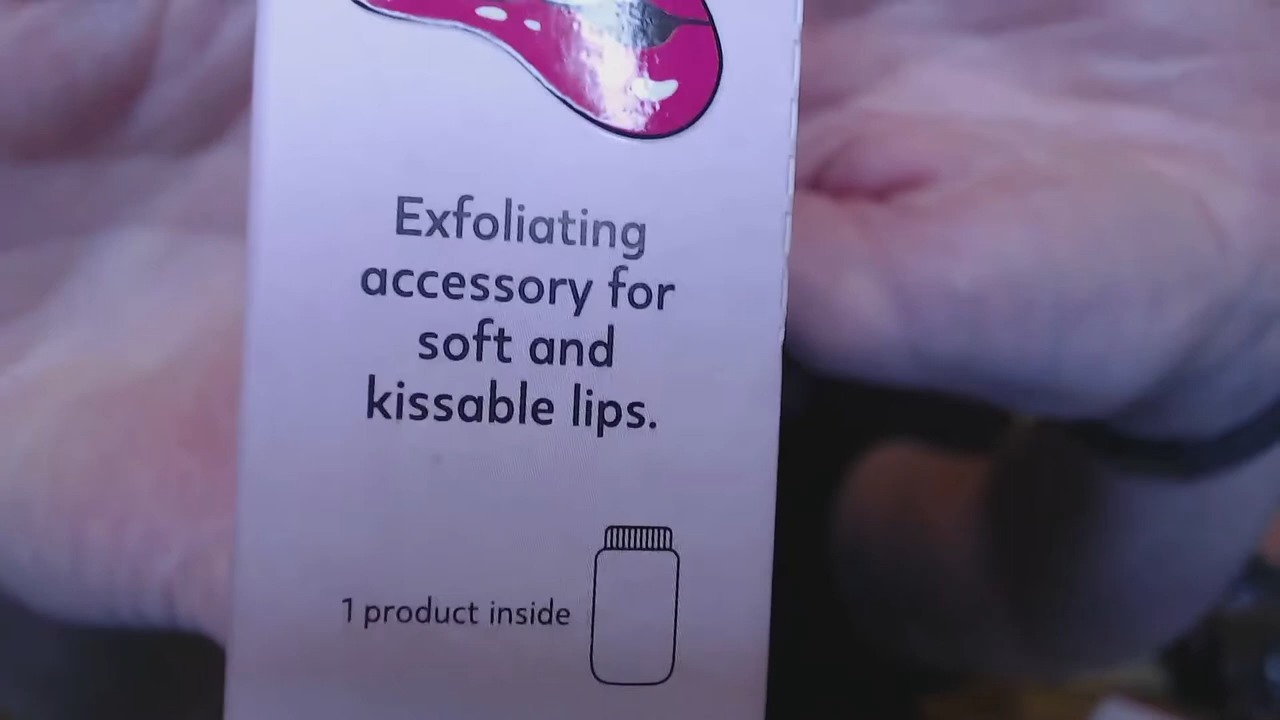 Exfoliating
accessory for
soft and
kissable lips.
1 product inside